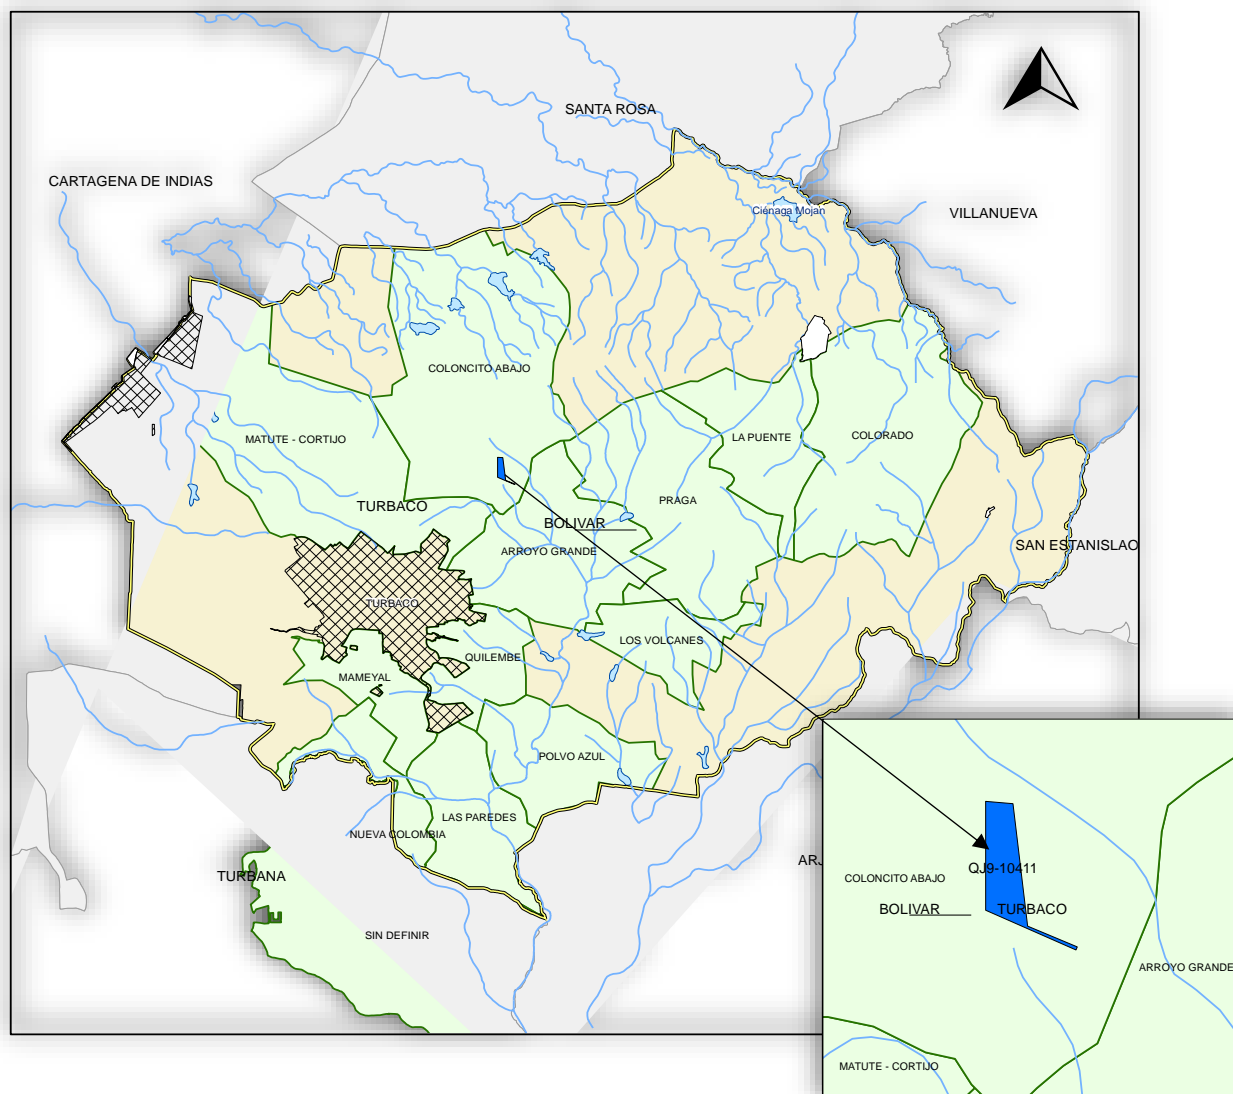 SANTA ROSA
CARTAGENA DE INDIAS
Ciénaga Mojan
VILLANUEVA
COLONCITO ABAJO
MATUTE - CORTIJO
LA PUENTE
COLORADO
PRAGA
TURBACO
BOLIVAR
ARROYO GRANDE
SAN ESTANISLAO
TURBACO
LOS VOLCANES
QUILEMBE
MAMEYAL
POLVO AZUL
LAS PAREDES
NUEVA COLOMBIA
ARJ
TURBANA
SIN DEFINIR
QJ9-10411
COLONCITO ABAJO
BOLIVAR
TURBACO
ARROYO GRANDE
MATUTE - CORTIJO